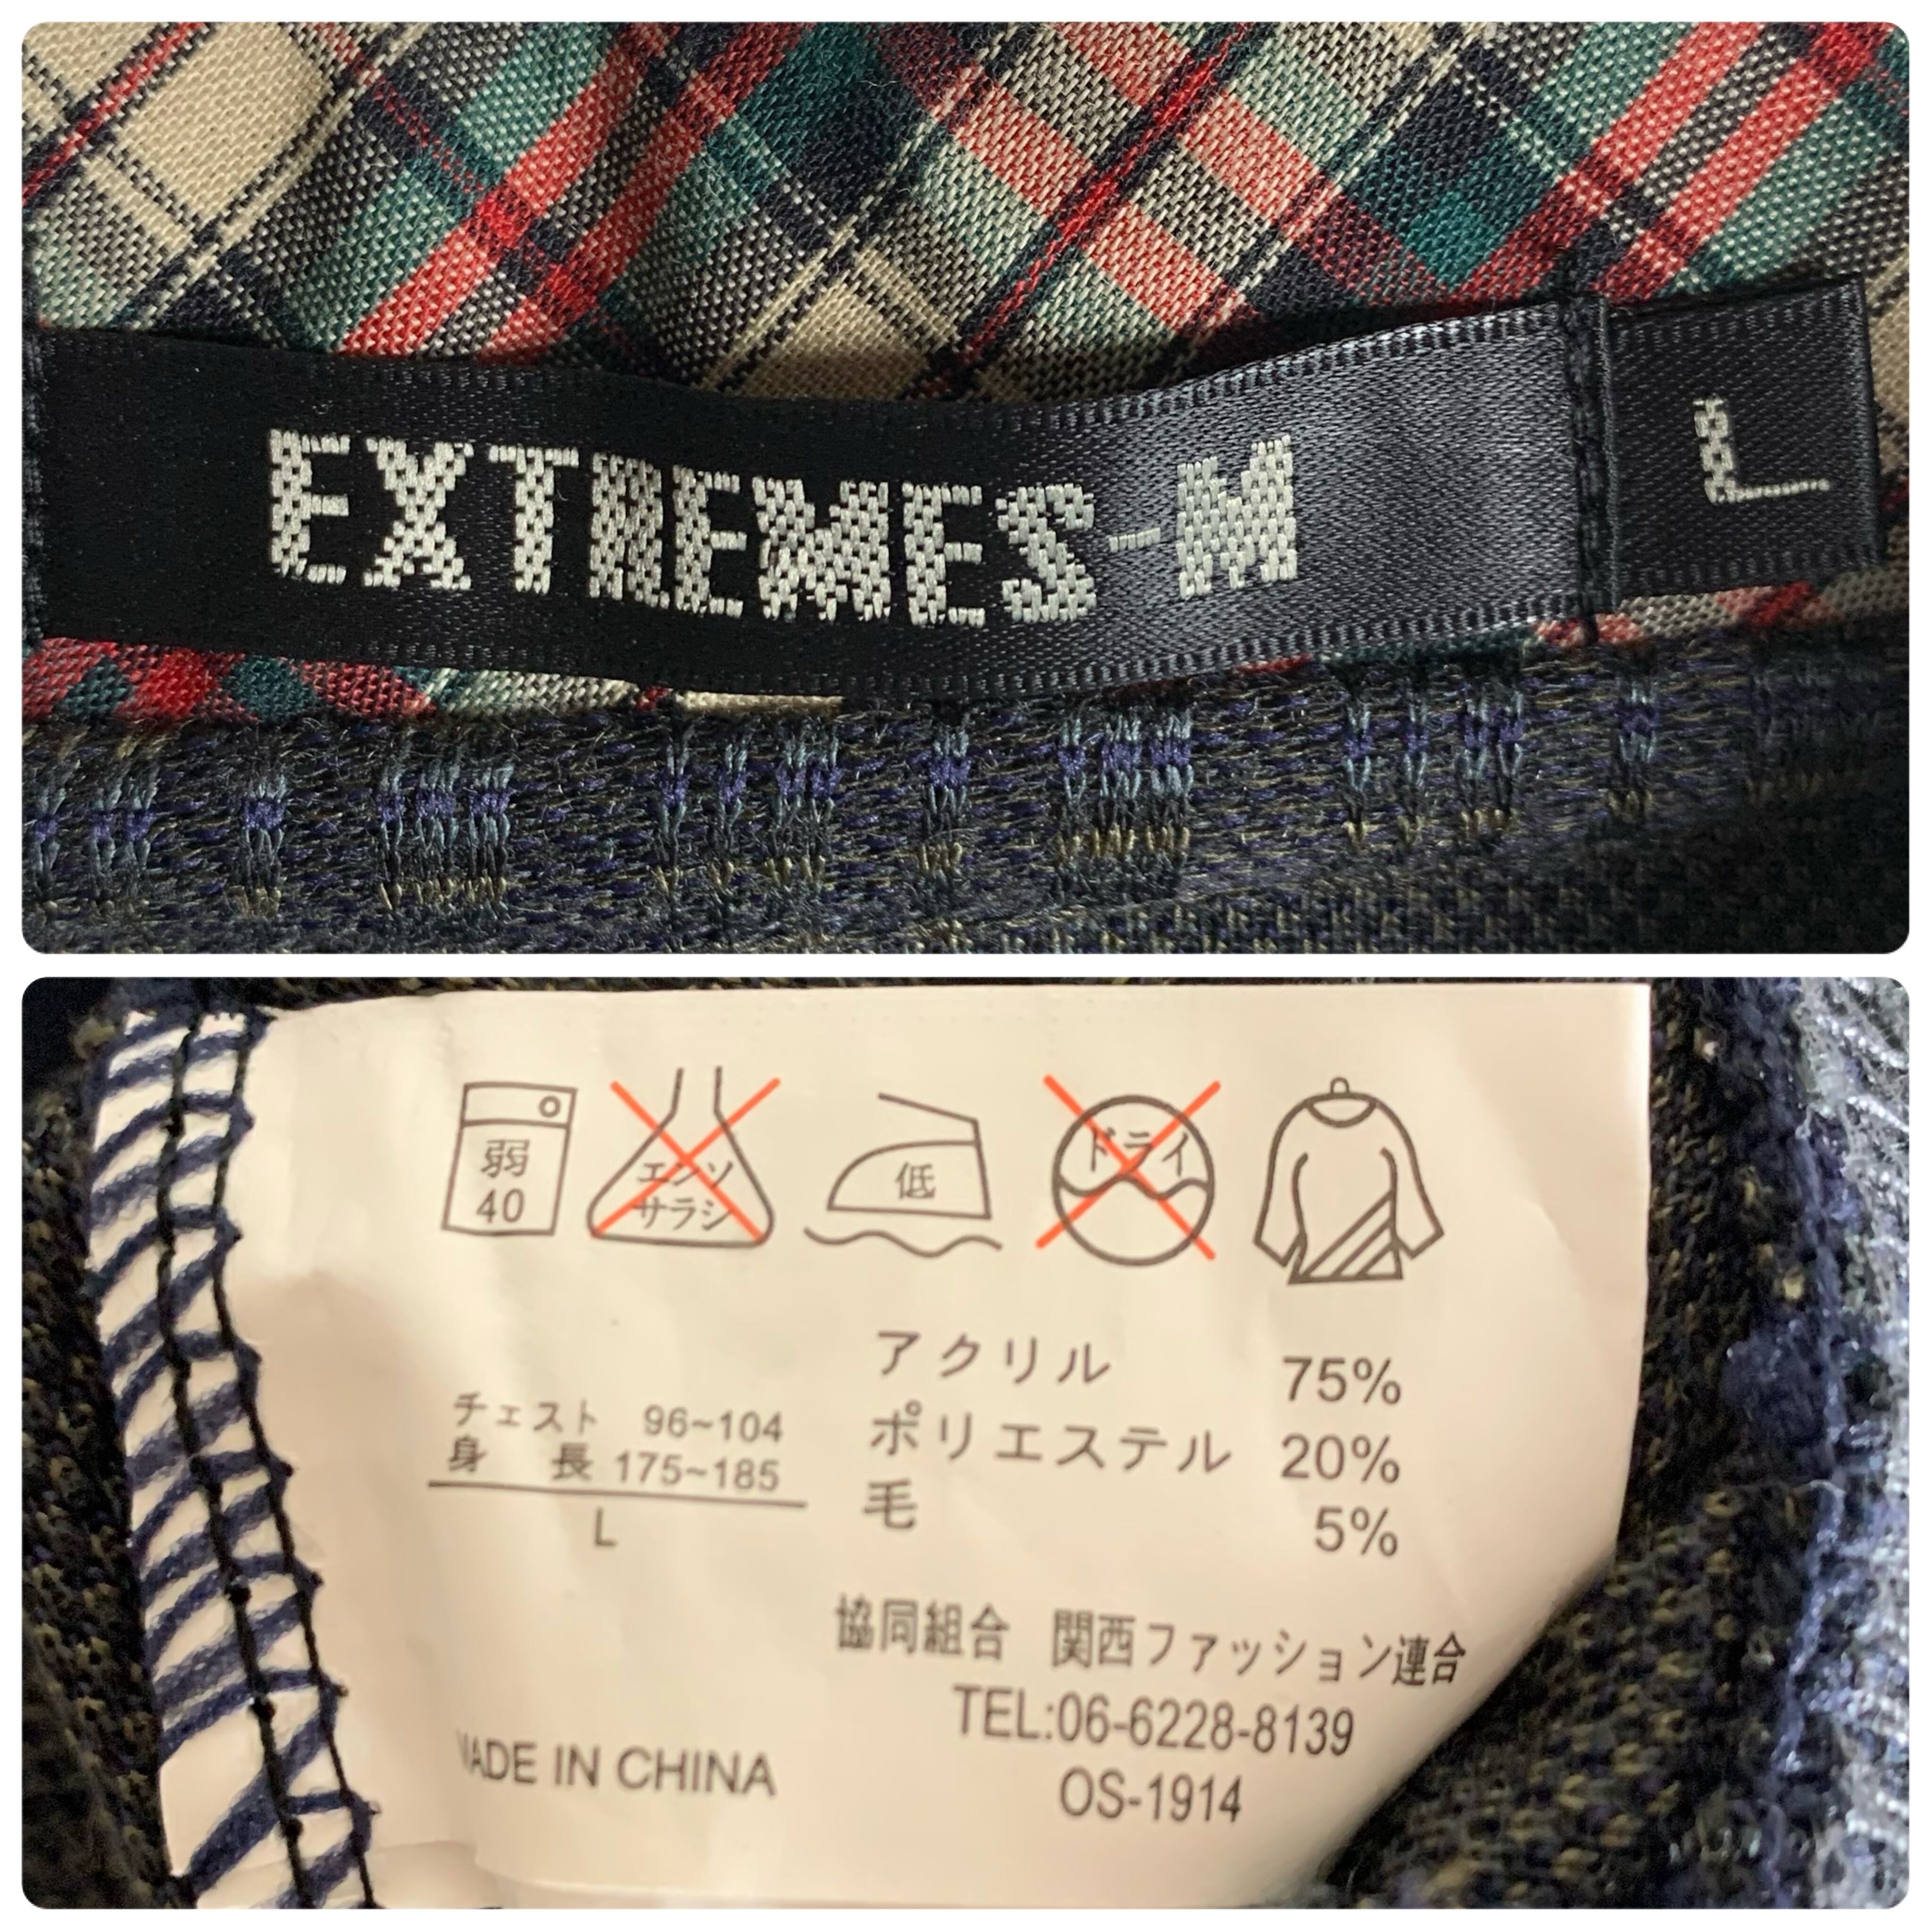 EXTREMES-M
L
弱
40
エンソ
サラシ
低
ドライ
アクリル 75%
ポリエステル 20%
毛 5%
チェスト 96~104
身 長 175~185
L
協同組合 関西ファッション連合
TEL:06-6228-8139
OS-1914
MADE IN CHINA